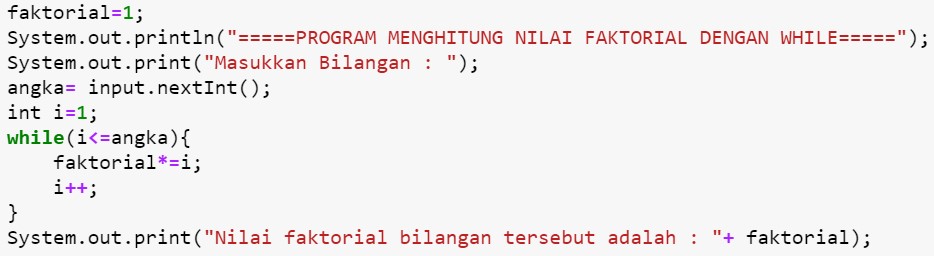 faktorial=1;
System.out.println("=====PROGRAM MENGHITUNG NILAI FAKTORIAL DENGAN WHILE=====");
System.out.print("Masukkan Bilangan : ");
angka= input.nextInt();
int i=1;
while(i<=angka){
    faktorial*=i;
    i++;
}
System.out.print("Nilai faktorial bilangan tersebut adalah : "+ faktorial);